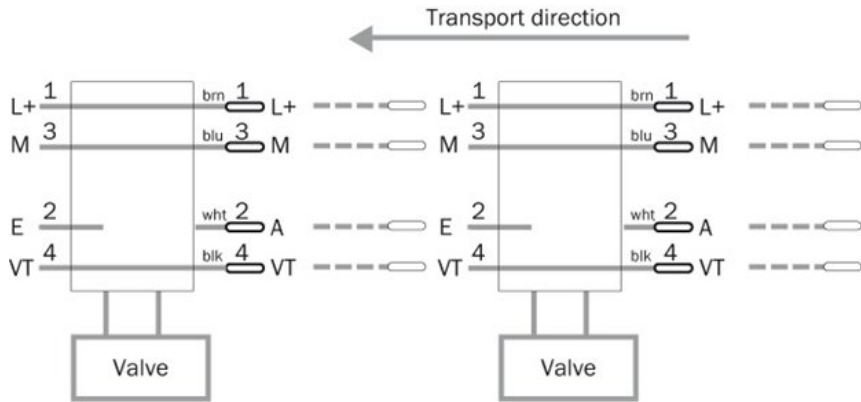 Transport direction
L+ 1 brn 1 L+ 1 brn 1 L+
M 3 blu 3 M 3 blu 3 M
E 2 wht 2 A E 2 wht 2 A
VT 4 blk 4 VT VT 4 blk 4 VT
Valve Valve